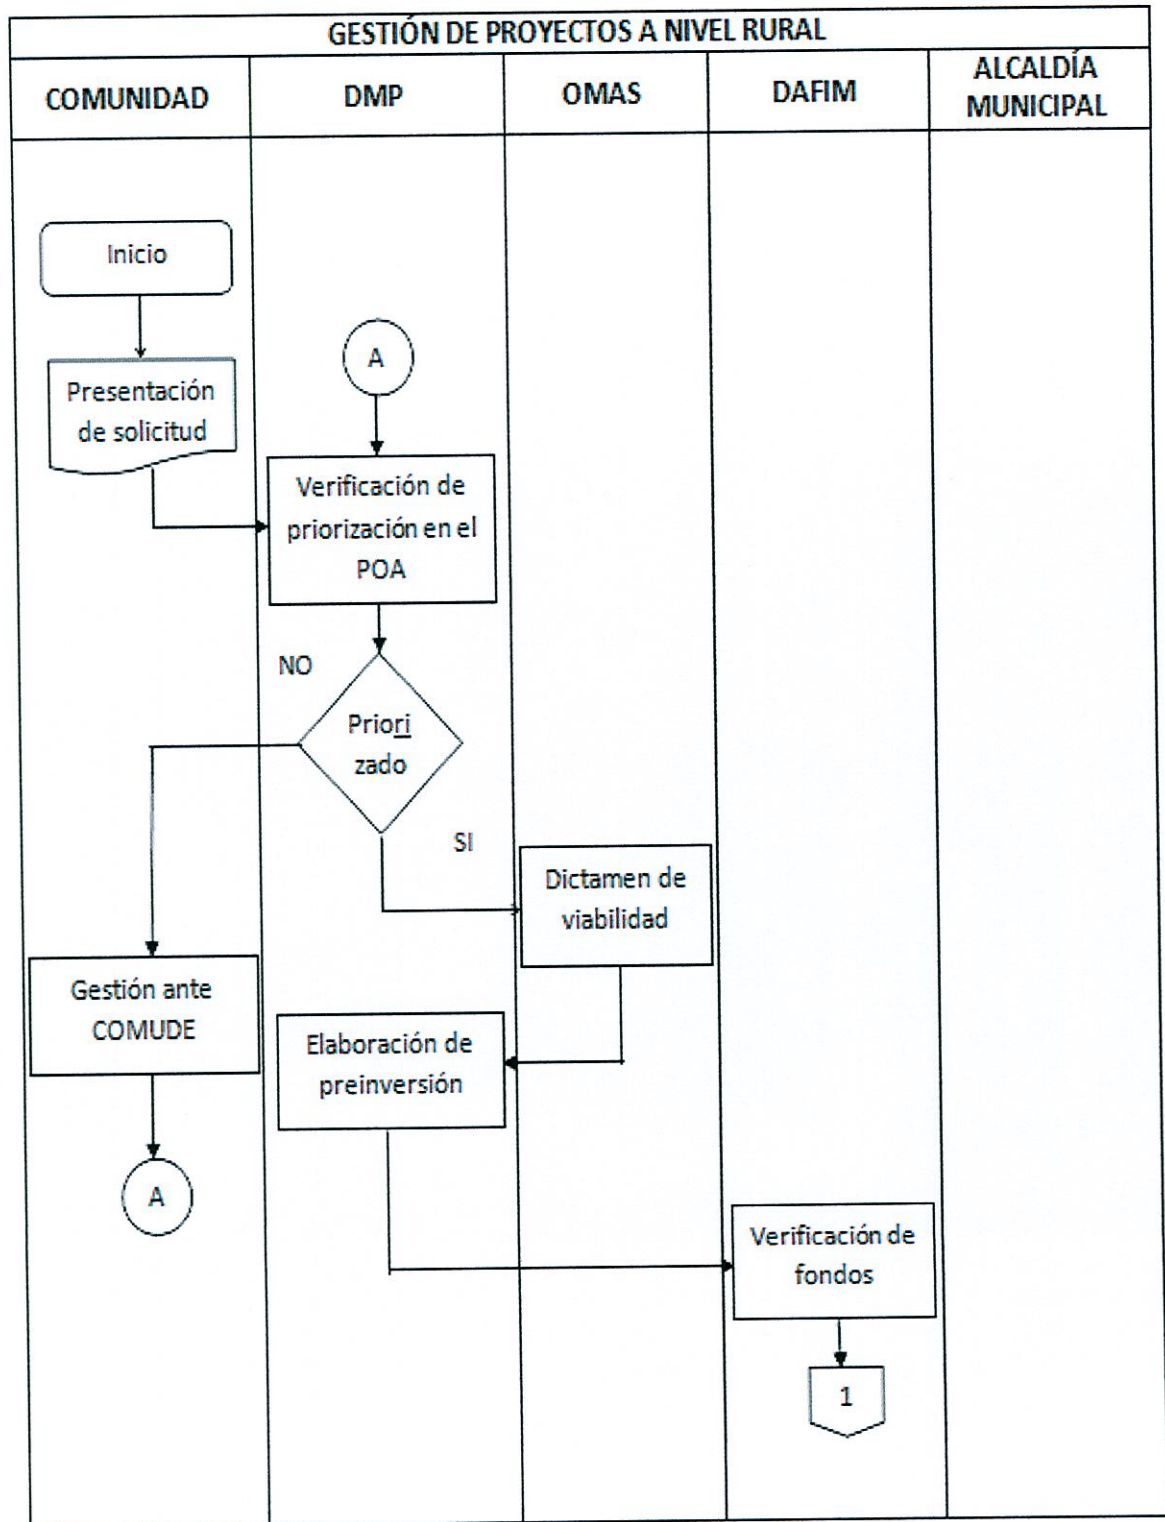 GESTIÓN DE PROYECTOS A NIVEL RURAL
COMUNIDAD
DMP
OMAS
DAFIM
ALCALDÍA
MUNICIPAL
Inicio
A
Presentación
de solicitud
Verificación de
priorización en el
POA
NO
Priori
zado
SI
Dictamen de
viabilidad
Gestión ante
COMUDE
Elaboración de
preinversión
A
Verificación de
fondos
1